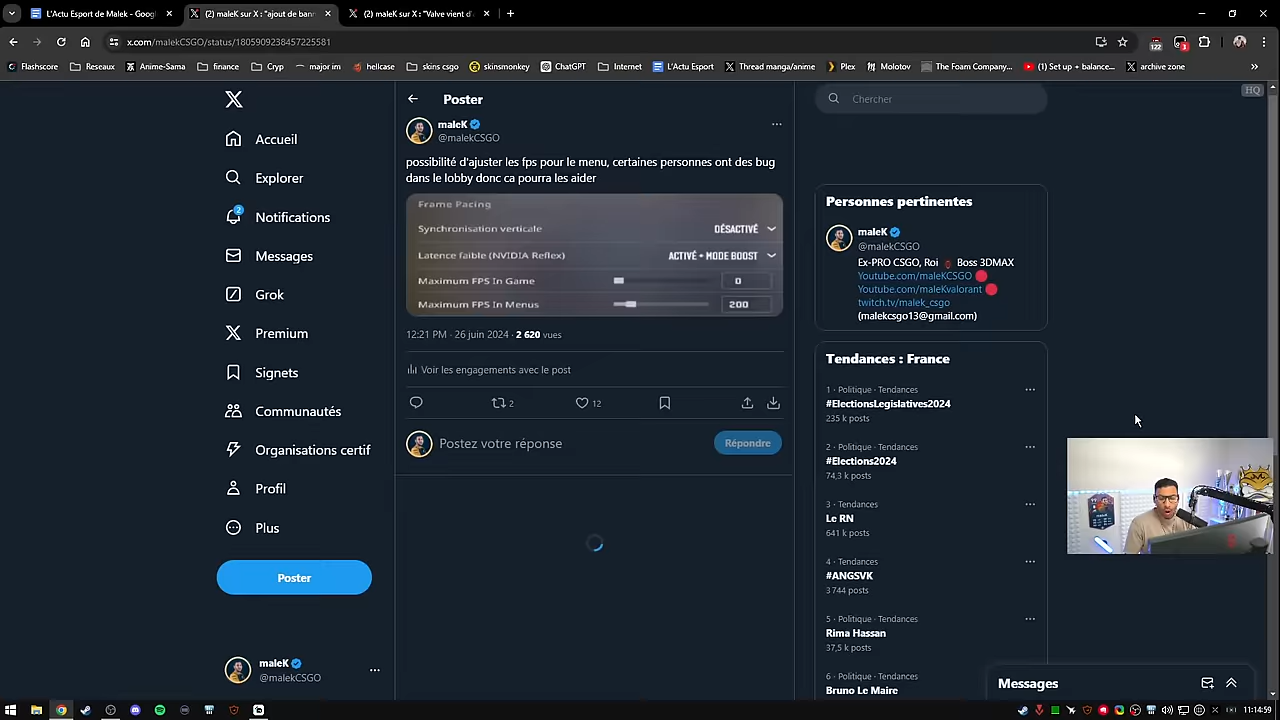 L'Actu Esport de Malek - Googl
(2) maleK sur X : "ajout de bann
(2) maleK sur X : "Valve vient d'
x.com/malekCSGO/status/1805909238457225581
122
3
Flashscore
Reseaux
Anime-Sama
finance
Cryp
major im
hellcase
skins csgo
skinsmonkey
ChatGPT
Internet
L'Actu Esport
Thread manga/anime
Plex
Molotov
The Foam Company...
(1) Set up + balance...
archive zone
HQ
Accueil
Explorer
2
Notifications
Messages
Grok
Premium
Signets
Communautés
Organisations certif
Profil
Plus
Poster
maleK
@malekCSGO
Poster
maleK
@malekCSGO
possibilité d'ajuster les fps pour le menu, certaines personnes ont des bug
dans le lobby donc ca pourra les aider
Frame Pacing
Synchronisation verticale DÉSACTIVÉ
Latence faible (NVIDIA Reflex) ACTIVÉ + MODE BOOST
Maximum FPS In Game 0
Maximum FPS In Menus 200
12:21 PM · 26 juin 2024 · 2 620 vues
Voir les engagements avec le post
2
12
Postez votre réponse
Répondre
Chercher
Personnes pertinentes
maleK
@malekCSGO
Ex-PRO CSGO, Roi Boss 3DMAX
Youtube.com/maleKCSGO
Youtube.com/maleKvalorant
twitch.tv/malek_csgo
(malekcsgo13@gmail.com)
Tendances : France
1 · Politique · Tendances
#ElectionsLegislatives2024
235 k posts
2 · Politique · Tendances
#Elections2024
74,3 k posts
3 · Tendances
Le RN
641 k posts
4 · Tendances
#ANGSVK
3 744 posts
5 · Politique · Tendances
Rima Hassan
37,5 k posts
6 · Politique · Tendances
Bruno Le Maire
Messages
11:14:59